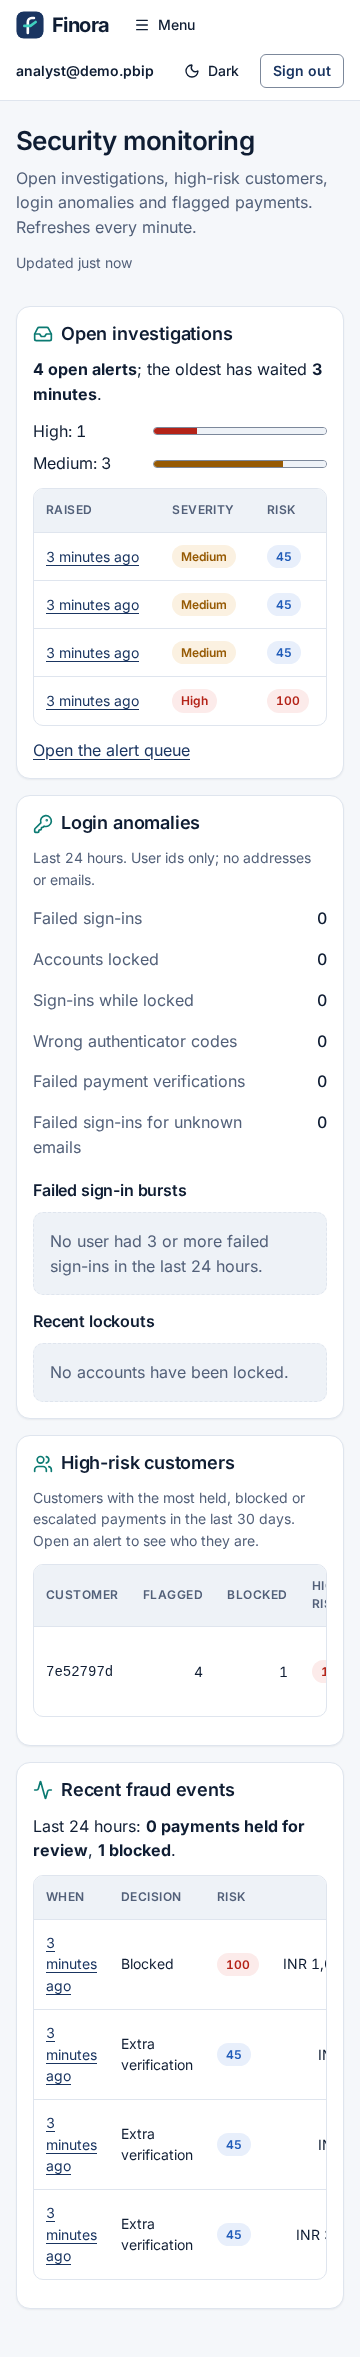 Finora
Menu
analyst@demo.pbip
Dark
Sign out
Security monitoring
Open investigations, high-risk customers,
login anomalies and flagged payments.
Refreshes every minute.
Updated just now
Open investigations
4 open alerts; the oldest has waited 3
minutes.
High: 1
Medium: 3
RAISED SEVERITY RISK
3 minutes ago Medium 45
3 minutes ago Medium 45
3 minutes ago Medium 45
3 minutes ago High 100
Open the alert queue
Login anomalies
Last 24 hours. User ids only; no addresses
or emails.
Failed sign-ins 0
Accounts locked 0
Sign-ins while locked 0
Wrong authenticator codes 0
Failed payment verifications 0
Failed sign-ins for unknown 0
emails
Failed sign-in bursts
No user had 3 or more failed
sign-ins in the last 24 hours.
Recent lockouts
No accounts have been locked.
High-risk customers
Customers with the most held, blocked or
escalated payments in the last 30 days.
Open an alert to see who they are.
CUSTOMER FLAGGED BLOCKED
7e52797d 4 1
Recent fraud events
Last 24 hours: 0 payments held for
review, 1 blocked.
WHEN DECISION RISK
3
minutes
ago
Blocked
100
INR
3
minutes
ago
Extra
verification
45
3
minutes
ago
Extra
verification
45
3
minutes
ago
Extra
verification
45
INR